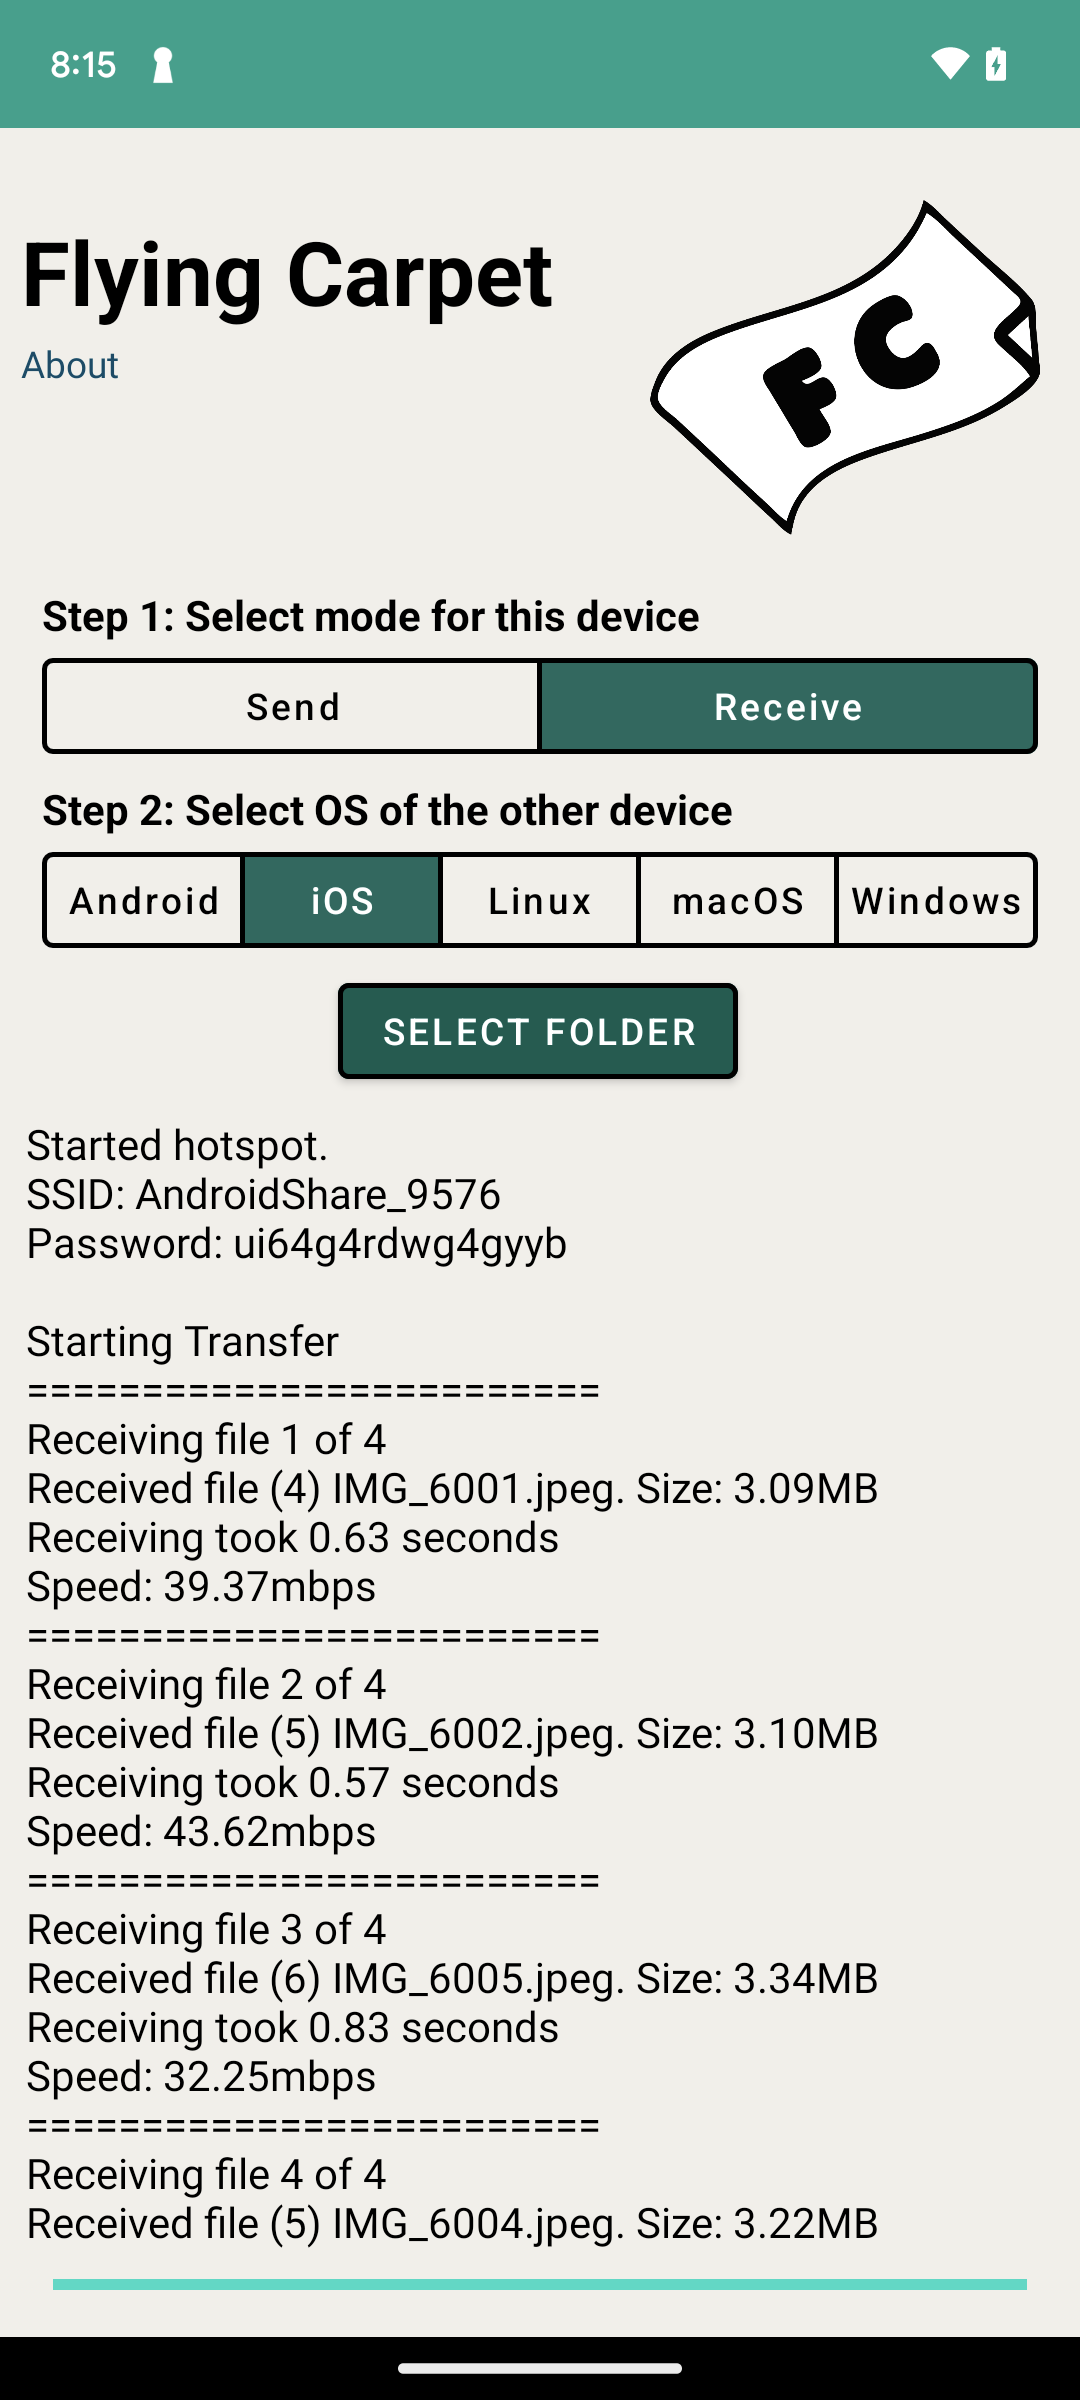 8:15
Flying Carpet
About
F C
Step 1: Select mode for this device
Send Receive
Step 2: Select OS of the other device
Android iOS Linux macOS Windows
SELECT FOLDER
Started hotspot.
SSID: AndroidShare_9576
Password: ui64g4rdwg4gyyb
Starting Transfer
=========================
Receiving file 1 of 4
Received file (4) IMG_6001.jpeg. Size: 3.09MB
Receiving took 0.63 seconds
Speed: 39.37mbps
=========================
Receiving file 2 of 4
Received file (5) IMG_6002.jpeg. Size: 3.10MB
Receiving took 0.57 seconds
Speed: 43.62mbps
=========================
Receiving file 3 of 4
Received file (6) IMG_6005.jpeg. Size: 3.34MB
Receiving took 0.83 seconds
Speed: 32.25mbps
=========================
Receiving file 4 of 4
Received file (5) IMG_6004.jpeg. Size: 3.22MB